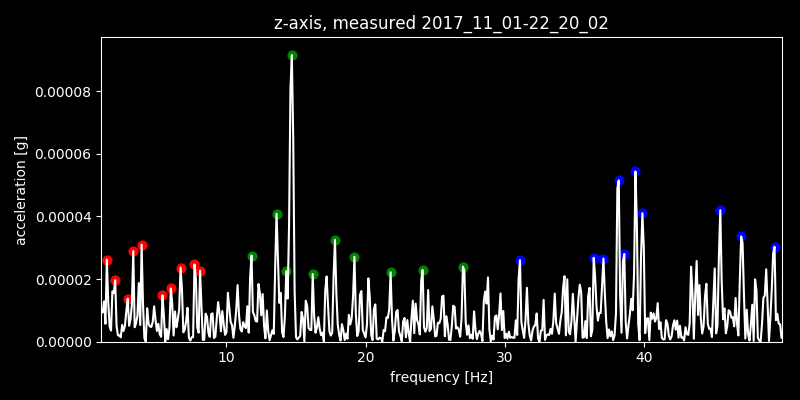 z-axis, measured 2017_11_01-22_20_02
acceleration [g]
0.00008
0.00006
0.00004
0.00002
0.00000
10 20 30 40
frequency [Hz]